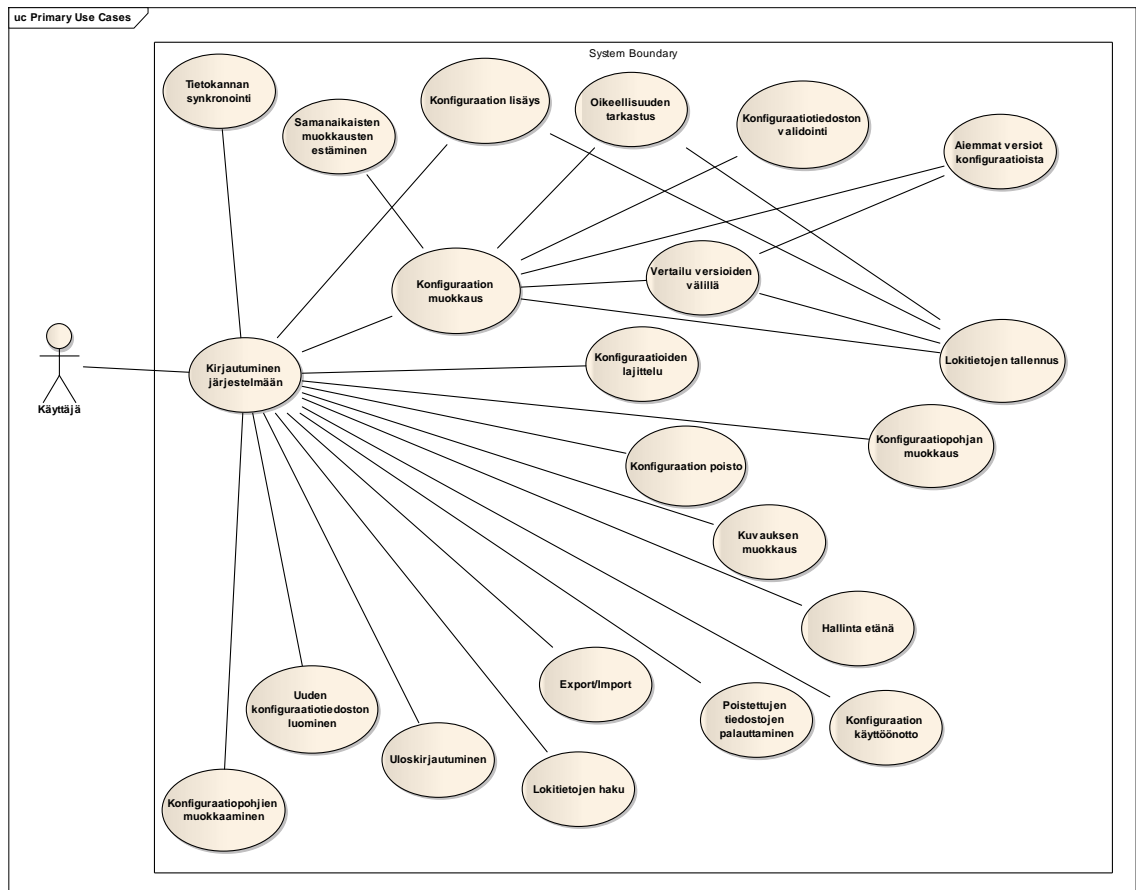 uc Primary Use Cases
System Boundary
Tietokannan
synkronointi
Samanaikaisten
muokkausten
estäminen
Konfiguraation lisäys
Oikeellisuuden
tarkastus
Konfiguraatiotiedoston
validointi
Aiemmat versiot
konfiguraatioista
Konfiguraation
muokkaus
Vertailu versioiden
välillä
Lokitietojen tallennus
Käyttäjä
Kirjautuminen
järjestelmään
Konfiguraatioiden
lajittelu
Konfiguraatiopohjan
muokkaus
Konfiguraation poisto
Kuvauksen
muokkaus
Hallinta etänä
Export/Import
Poistettujen
tiedostojen
palauttaminen
Konfiguraation
käyttöönotto
Uuden
konfiguraatiotiedoston
luominen
Uloskirjautuminen
Lokitietojen haku
Konfiguraatiopohjien
muokkaaminen